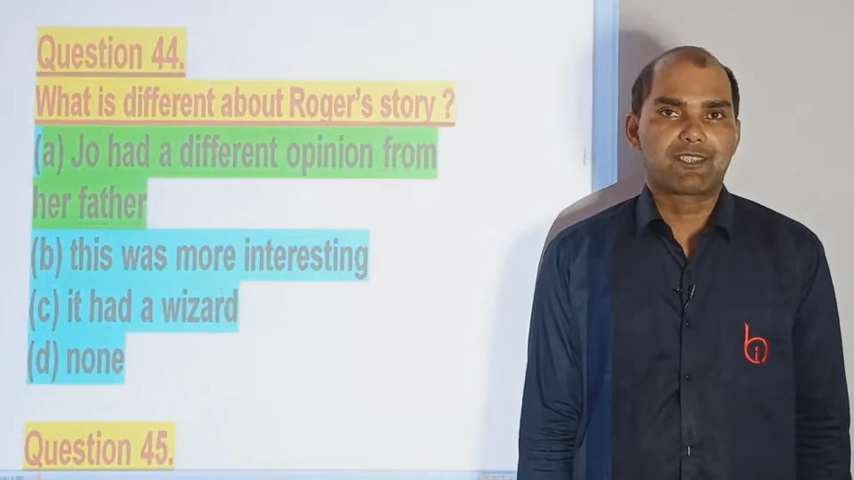 Question 44.
What is different about Roger's story ?
(a) Jo had a different opinion from
her father
(b) this was more interesting
(c) it had a wizard
(d) none
Question 45.
bi